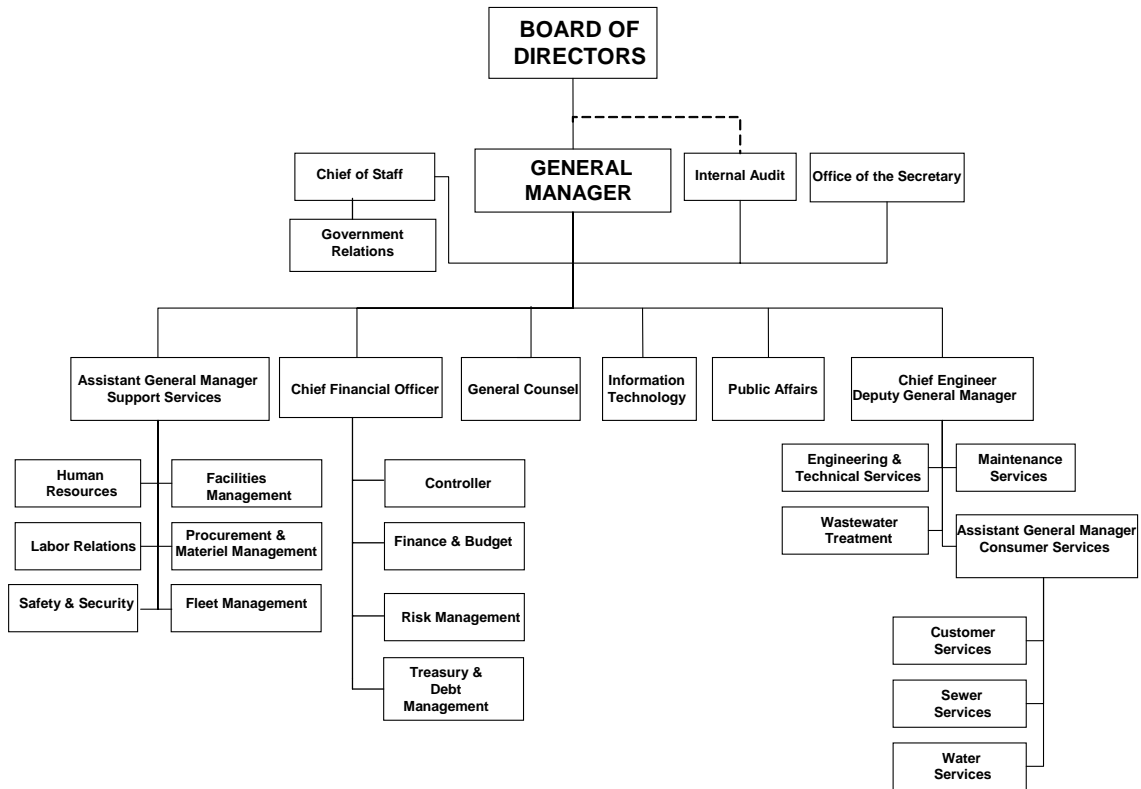 BOARD OF
DIRECTORS
GENERAL
MANAGER
Chief of Staff
Internal Audit
Office of the Secretary
Government
Relations
Assistant General Manager
Support Services
Chief Financial Officer
General Counsel
Information
Technology
Public Affairs
Chief Engineer
Deputy General Manager
Human
Resources
Facilities
Management
Labor Relations
Procurement &
Materiel Management
Safety & Security
Fleet Management
Controller
Finance & Budget
Risk Management
Treasury &
Debt
Management
Engineering &
Technical Services
Maintenance
Services
Wastewater
Treatment
Assistant General Manager
Consumer Services
Customer
Services
Sewer
Services
Water
Services